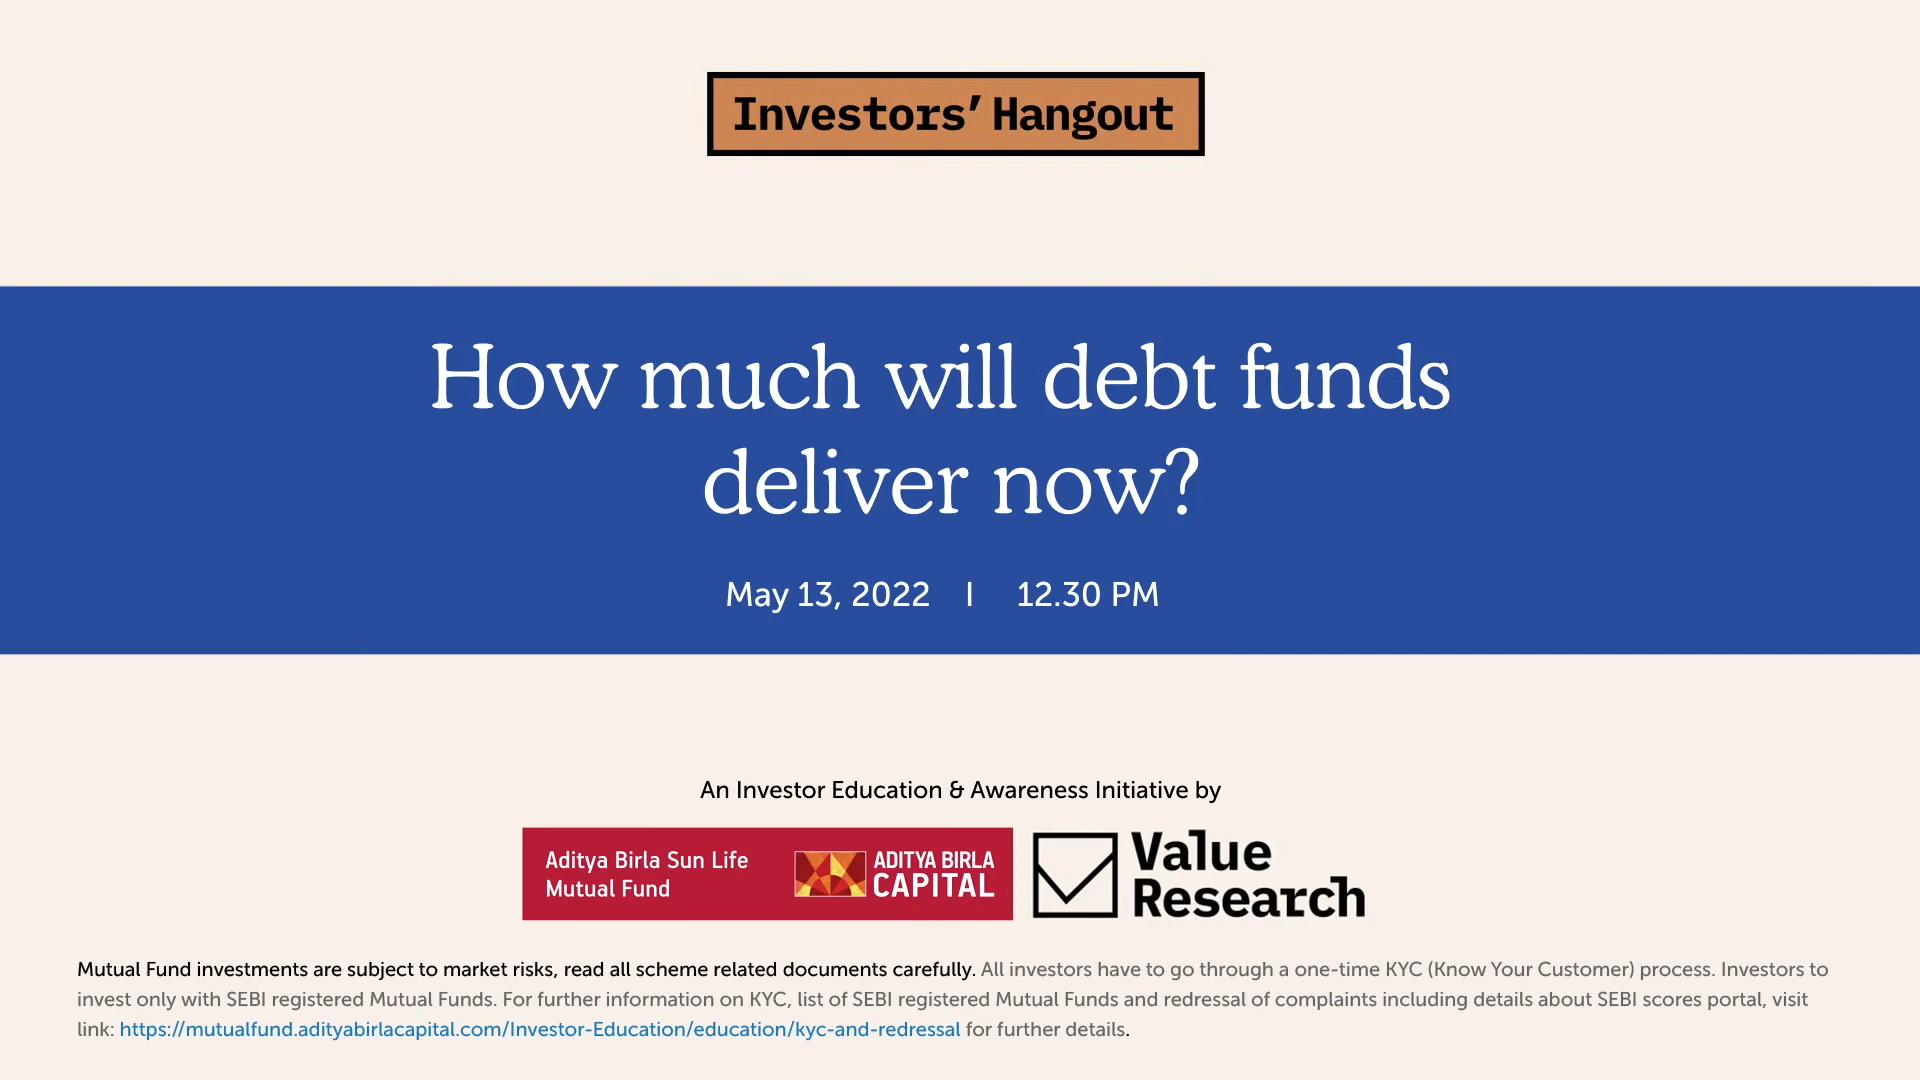 Investors’ Hangout
How much will debt funds
deliver now?
May 13, 2022 I 12.30 PM
An Investor Education & Awareness Initiative by
Aditya Birla Sun Life
Mutual Fund
ADITYA BIRLA
CAPITAL
Value
Research
Mutual Fund investments are subject to market risks, read all scheme related documents carefully. All investors have to go through a one-time KYC (Know Your Customer) process. Investors to
invest only with SEBI registered Mutual Funds. For further information on KYC, list of SEBI registered Mutual Funds and redressal of complaints including details about SEBI scores portal, visit
link: https://mutualfund.adityabirlacapital.com/Investor-Education/education/kyc-and-redressal for further details.